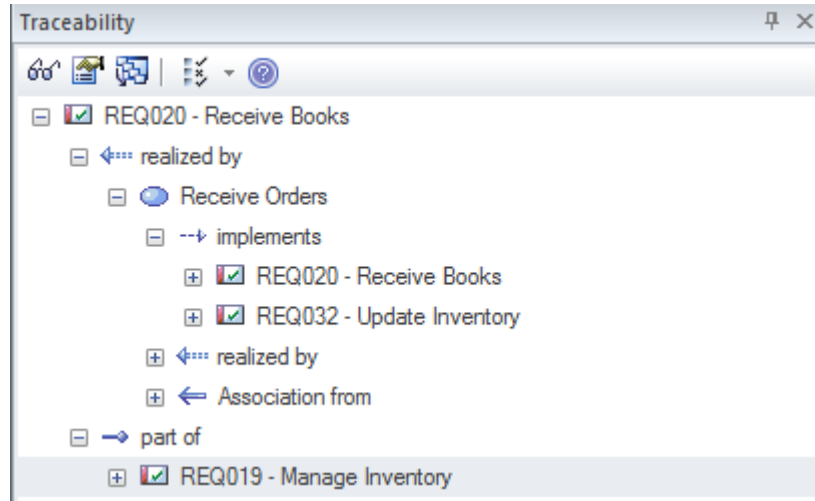 Traceability
REQ020 - Receive Books
realized by
Receive Orders
implements
REQ020 - Receive Books
REQ032 - Update Inventory
realized by
Association from
part of
REQ019 - Manage Inventory